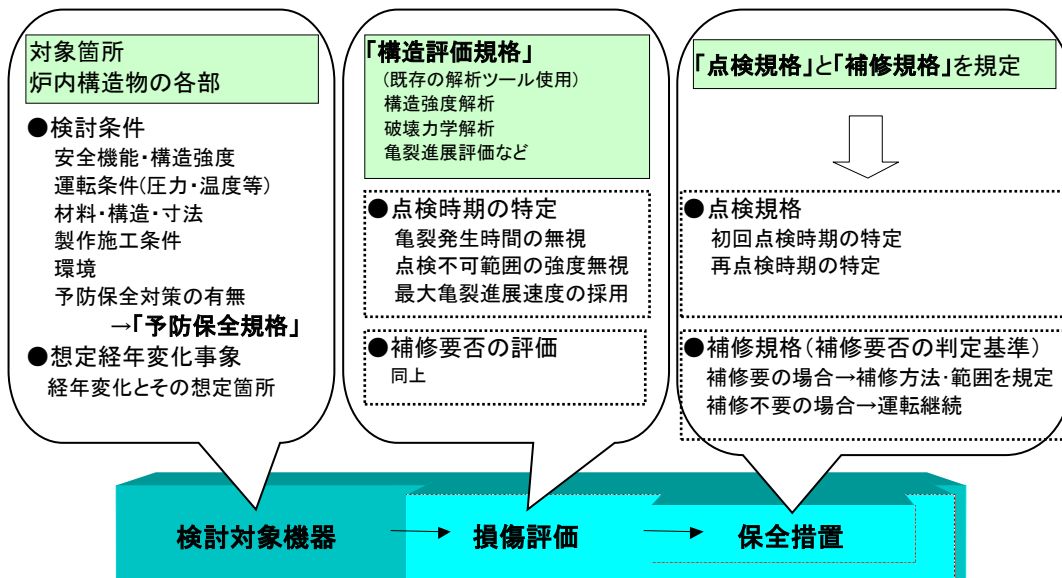 対象箇所
炉内構造物の各部
●検討条件
安全機能・構造強度
運転条件(圧力・温度等)
材料・構造・寸法
製作施工条件
環境
予防保全対策の有無
→「予防保全規格」
●想定経年変化事象
経年変化とその想定箇所
「構造評価規格」
(既存の解析ツール使用)
構造強度解析
破壊力学解析
亀裂進展評価など
●点検時期の特定
亀裂発生時間の無視
点検不可範囲の強度無視
最大亀裂進展速度の採用
●補修要否の評価
同上
「点検規格」と「補修規格」を規定
●点検規格
初回点検時期の特定
再点検時期の特定
●補修規格(補修要否の判定基準)
補修要の場合→補修方法・範囲を規定
補修不要の場合→運転継続
検討対象機器
損傷評価
保全措置